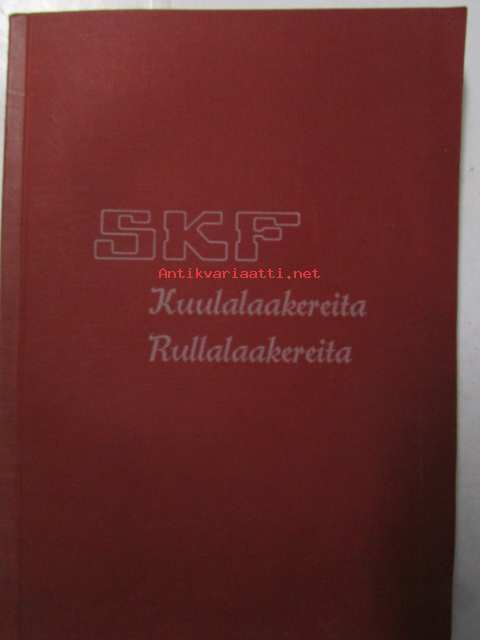 SKF
Antikvariaatti.net
Kuulalaakereita
Rullalaakereita